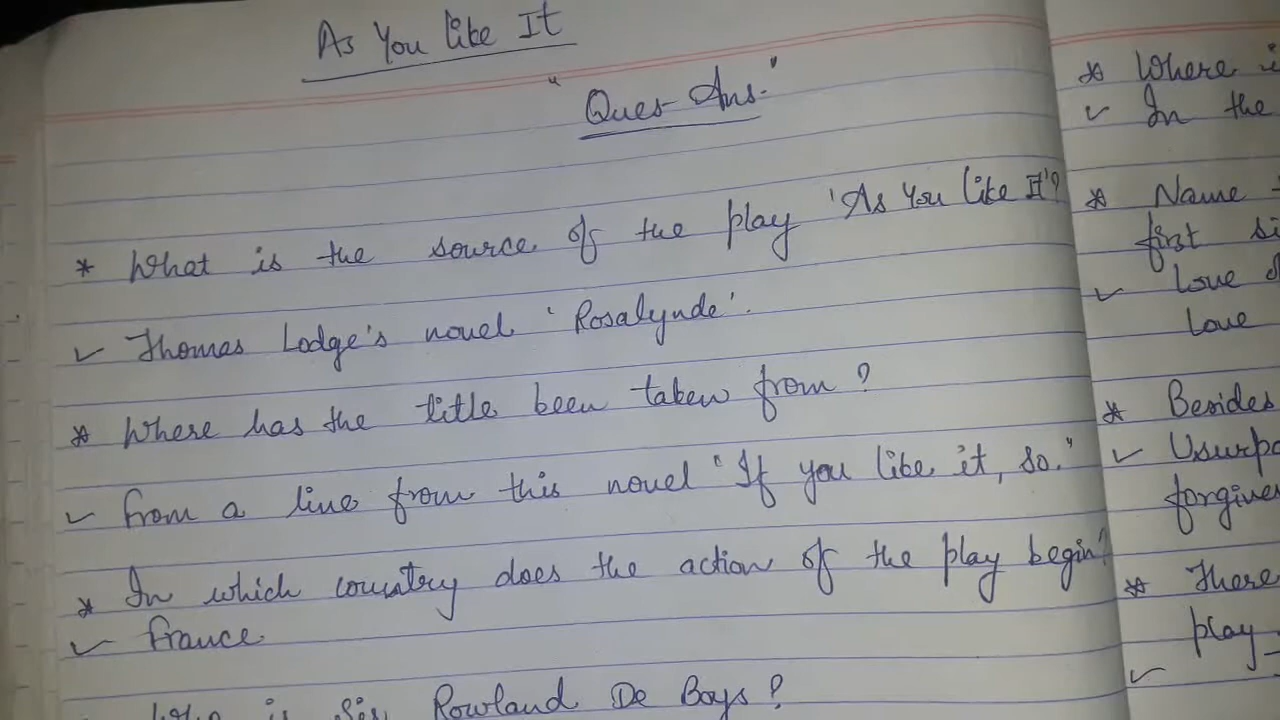 As You like It
"Ques- Ans."
* What is the source of the play 'As You like It'?
✓ Thomas Lodge's novel 'Rosalynde'.
* Where has the title been taken from?
✓ From a line from this novel "If you like it, so."
* In which country does the action of the play begin?
✓ France
Who is Sir Rowland De Boys?
* Where
✓ In the
* Name
first
✓ Love
Love
* Besides
✓
* There
play
✓